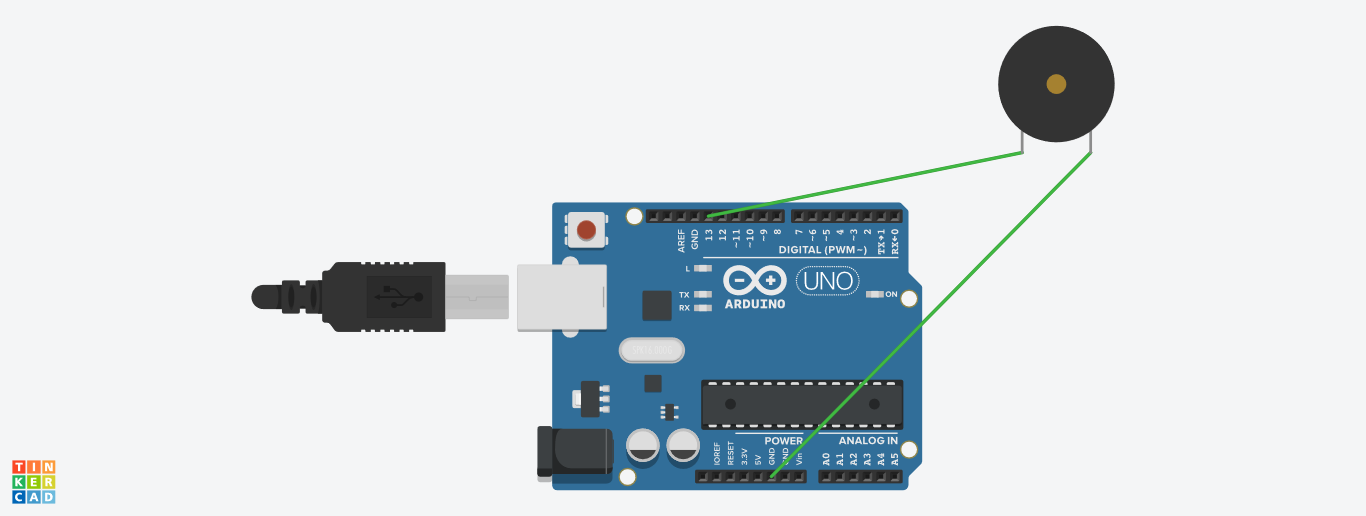 AREF
GND
13
12
~11
~10
~9
8
7
~6
~5
4
~3
2
TX→1
RX←0
DIGITAL (PWM~)
L
TX
RX
ARDUINO
UNO
ON
POWER
ANALOG IN
IOREF
RESET
3.3V
5V
GND
GND
Vin
A0
A1
A2
A3
A4
A5
TIN
KER
CAD